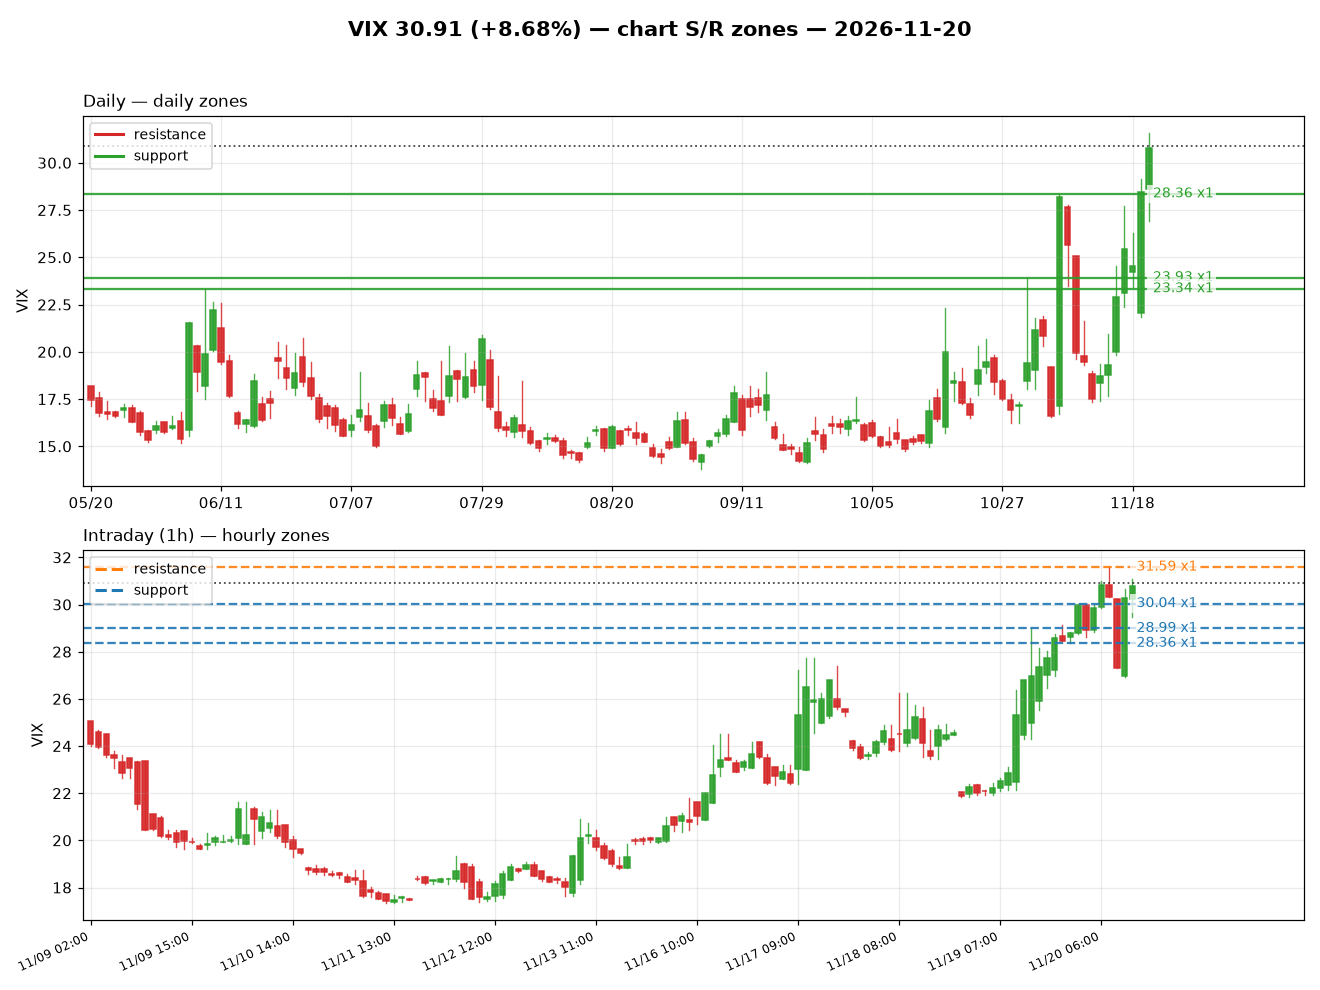 VIX 30.91 (+8.68%) — chart S/R zones — 2026-11-20
Daily — daily zones
resistance
support
30.0
27.5
25.0
22.5
20.0
17.5
15.0
VIX
28.36 x1
23.93 x1
23.34 x1
05/20
06/11
07/07
07/29
08/20
09/11
10/05
10/27
11/18
Intraday (1h) — hourly zones
resistance
support
32
30
28
26
24
22
20
18
VIX
31.59 x1
30.04 x1
28.99 x1
28.36 x1
11/09 02:00
11/09 15:00
11/10 14:00
11/11 13:00
11/12 12:00
11/13 11:00
11/16 10:00
11/17 09:00
11/18 08:00
11/19 07:00
11/20 06:00